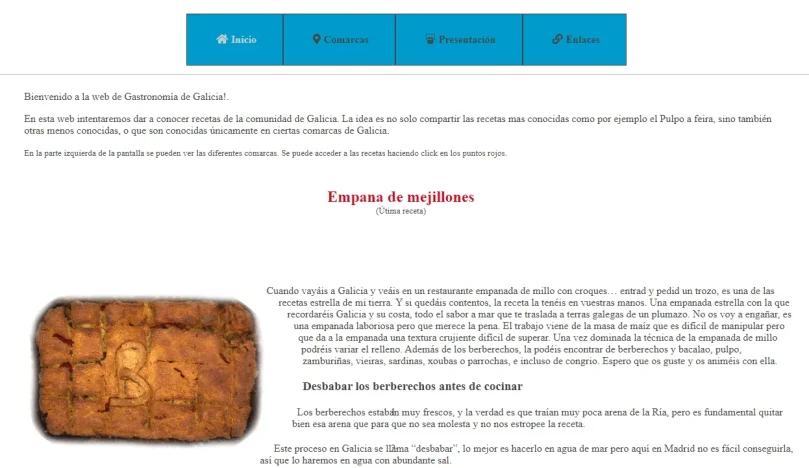 Inicio
Comarcas
Presentación
Enlaces
Bienvenido a la web de Gastronomía de Galicia!.
En esta web intentaremos dar a conocer recetas de la comunidad de Galicia. La idea es no solo compartir las recetas mas conocidas como por ejemplo el Pulpo a feira, sino también
otras menos conocidas, o que son conocidas únicamente en ciertas comarcas de Galicia.
En la parte izquierda de la pantalla se pueden ver las diferentes comarcas. Se puede acceder a las recetas haciendo click en los puntos rojos.
Empana de mejillones
(Útima receta)
Cuando vayáis a Galicia y veáis en un restaurante empanada de millo con croques… entrad y pedid un trozo, es una de las
recetas estrella de mi tierra. Y si quedáis contentos, la receta la tenéis en vuestras manos. Una empanada estrella con la que
recordaréis Galicia y su costa, todo el sabor a mar que te traslada a terras galegas de un plumazo. No os voy a engañar, es
una empanada laboriosa pero que merece la pena. El trabajo viene de la masa de maíz que es difícil de manipular pero
que da a la empanada una textura crujiente difícil de superar. Una vez dominada la técnica de la empanada de millo
podréis variar el relleno. Además de los berberechos, la podéis encontrar de berberechos y bacalao, pulpo,
zamburiñas, vieiras, sardinas, xoubas o parrochas, e incluso de congrio. Espero que os guste y os animéis con ella.
Desbabar los berberechos antes de cocinar
Los berberechos estaban muy frescos, y la verdad es que traían muy poca arena de la Ría, pero es fundamental quitar
bien esa arena que para que no sea molesta y no nos estropee la receta.
Este proceso en Galicia se llama “desbabar”, lo mejor es hacerlo en agua de mar pero aquí en Madrid no es fácil conseguirla,
así que lo haremos en agua con abundante sal.